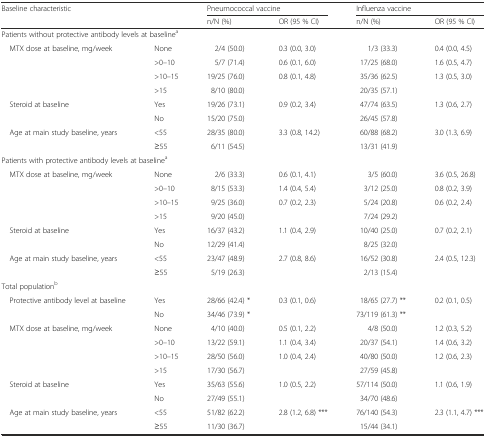 Baseline characteristic Pneumococcal vaccine Influenza vaccine
n/N (%) OR (95 % CI) n/N (%) OR (95 % CI)
Patients without protective antibody levels at baselineᵃ
MTX dose at baseline, mg/week None 2/4 (50.0) 0.3 (0.0, 3.0) 1/3 (33.3) 0.4 (0.0, 4.5)
>0–10 5/7 (71.4) 0.6 (0.1, 6.0) 17/25 (68.0) 1.6 (0.5, 4.7)
>10–15 19/25 (76.0) 0.8 (0.1, 4.8) 35/36 (62.5) 1.3 (0.5, 3.0)
>15 8/10 (80.0) 20/35 (57.1)
Steroid at baseline Yes 19/26 (73.1) 0.9 (0.2, 3.4) 47/74 (63.5) 1.3 (0.6, 2.7)
No 15/20 (75.0) 26/45 (57.8)
Age at main study baseline, years <55 28/35 (80.0) 3.3 (0.8, 14.2) 60/88 (68.2) 3.0 (1.3, 6.9)
≥55 6/11 (54.5) 13/31 (41.9)
Patients with protective antibody levels at baselineᵃ
MTX dose at baseline, mg/week None 2/6 (33.3) 0.6 (0.1, 4.1) 3/5 (60.0) 3.6 (0.5, 26.8)
>0–10 8/15 (53.3) 1.4 (0.4, 5.4) 3/12 (25.0) 0.8 (0.2, 3.9)
>10–15 9/25 (36.0) 0.7 (0.2, 2.3) 5/24 (20.8) 0.6 (0.2, 2.4)
>15 9/20 (45.0) 7/24 (29.2)
Steroid at baseline Yes 16/37 (43.2) 1.1 (0.4, 2.9) 10/40 (25.0) 0.7 (0.2, 2.1)
No 12/29 (41.4) 8/25 (32.0)
Age at main study baseline, years <55 23/47 (48.9) 2.7 (0.8, 8.6) 16/52 (30.8) 2.4 (0.5, 12.3)
≥55 5/19 (26.3) 2/13 (15.4)
Total populationᵇ
Protective antibody level at baseline Yes 28/66 (42.4) * 0.3 (0.1, 0.6) 18/65 (27.7) ** 0.2 (0.1, 0.5)
No 34/46 (73.9) * 73/119 (61.3) **
MTX dose at baseline, mg/week None 4/10 (40.0) 0.5 (0.1, 2.2) 4/8 (50.0) 1.2 (0.3, 5.2)
>0–10 13/22 (59.1) 1.1 (0.4, 3.4) 20/37 (54.1) 1.4 (0.6, 3.2)
>10–15 28/50 (56.0) 1.0 (0.4, 2.4) 40/80 (50.0) 1.2 (0.6, 2.3)
>15 17/30 (56.7) 27/59 (45.8)
Steroid at baseline Yes 35/63 (55.6) 1.0 (0.5, 2.2) 57/114 (50.0) 1.1 (0.6, 1.9)
No 27/49 (55.1) 34/70 (48.6)
Age at main study baseline, years <55 51/82 (62.2) 2.8 (1.2, 6.8) *** 76/140 (54.3) 2.3 (1.1, 4.7) ***
≥55 11/30 (36.7) 15/44 (34.1)